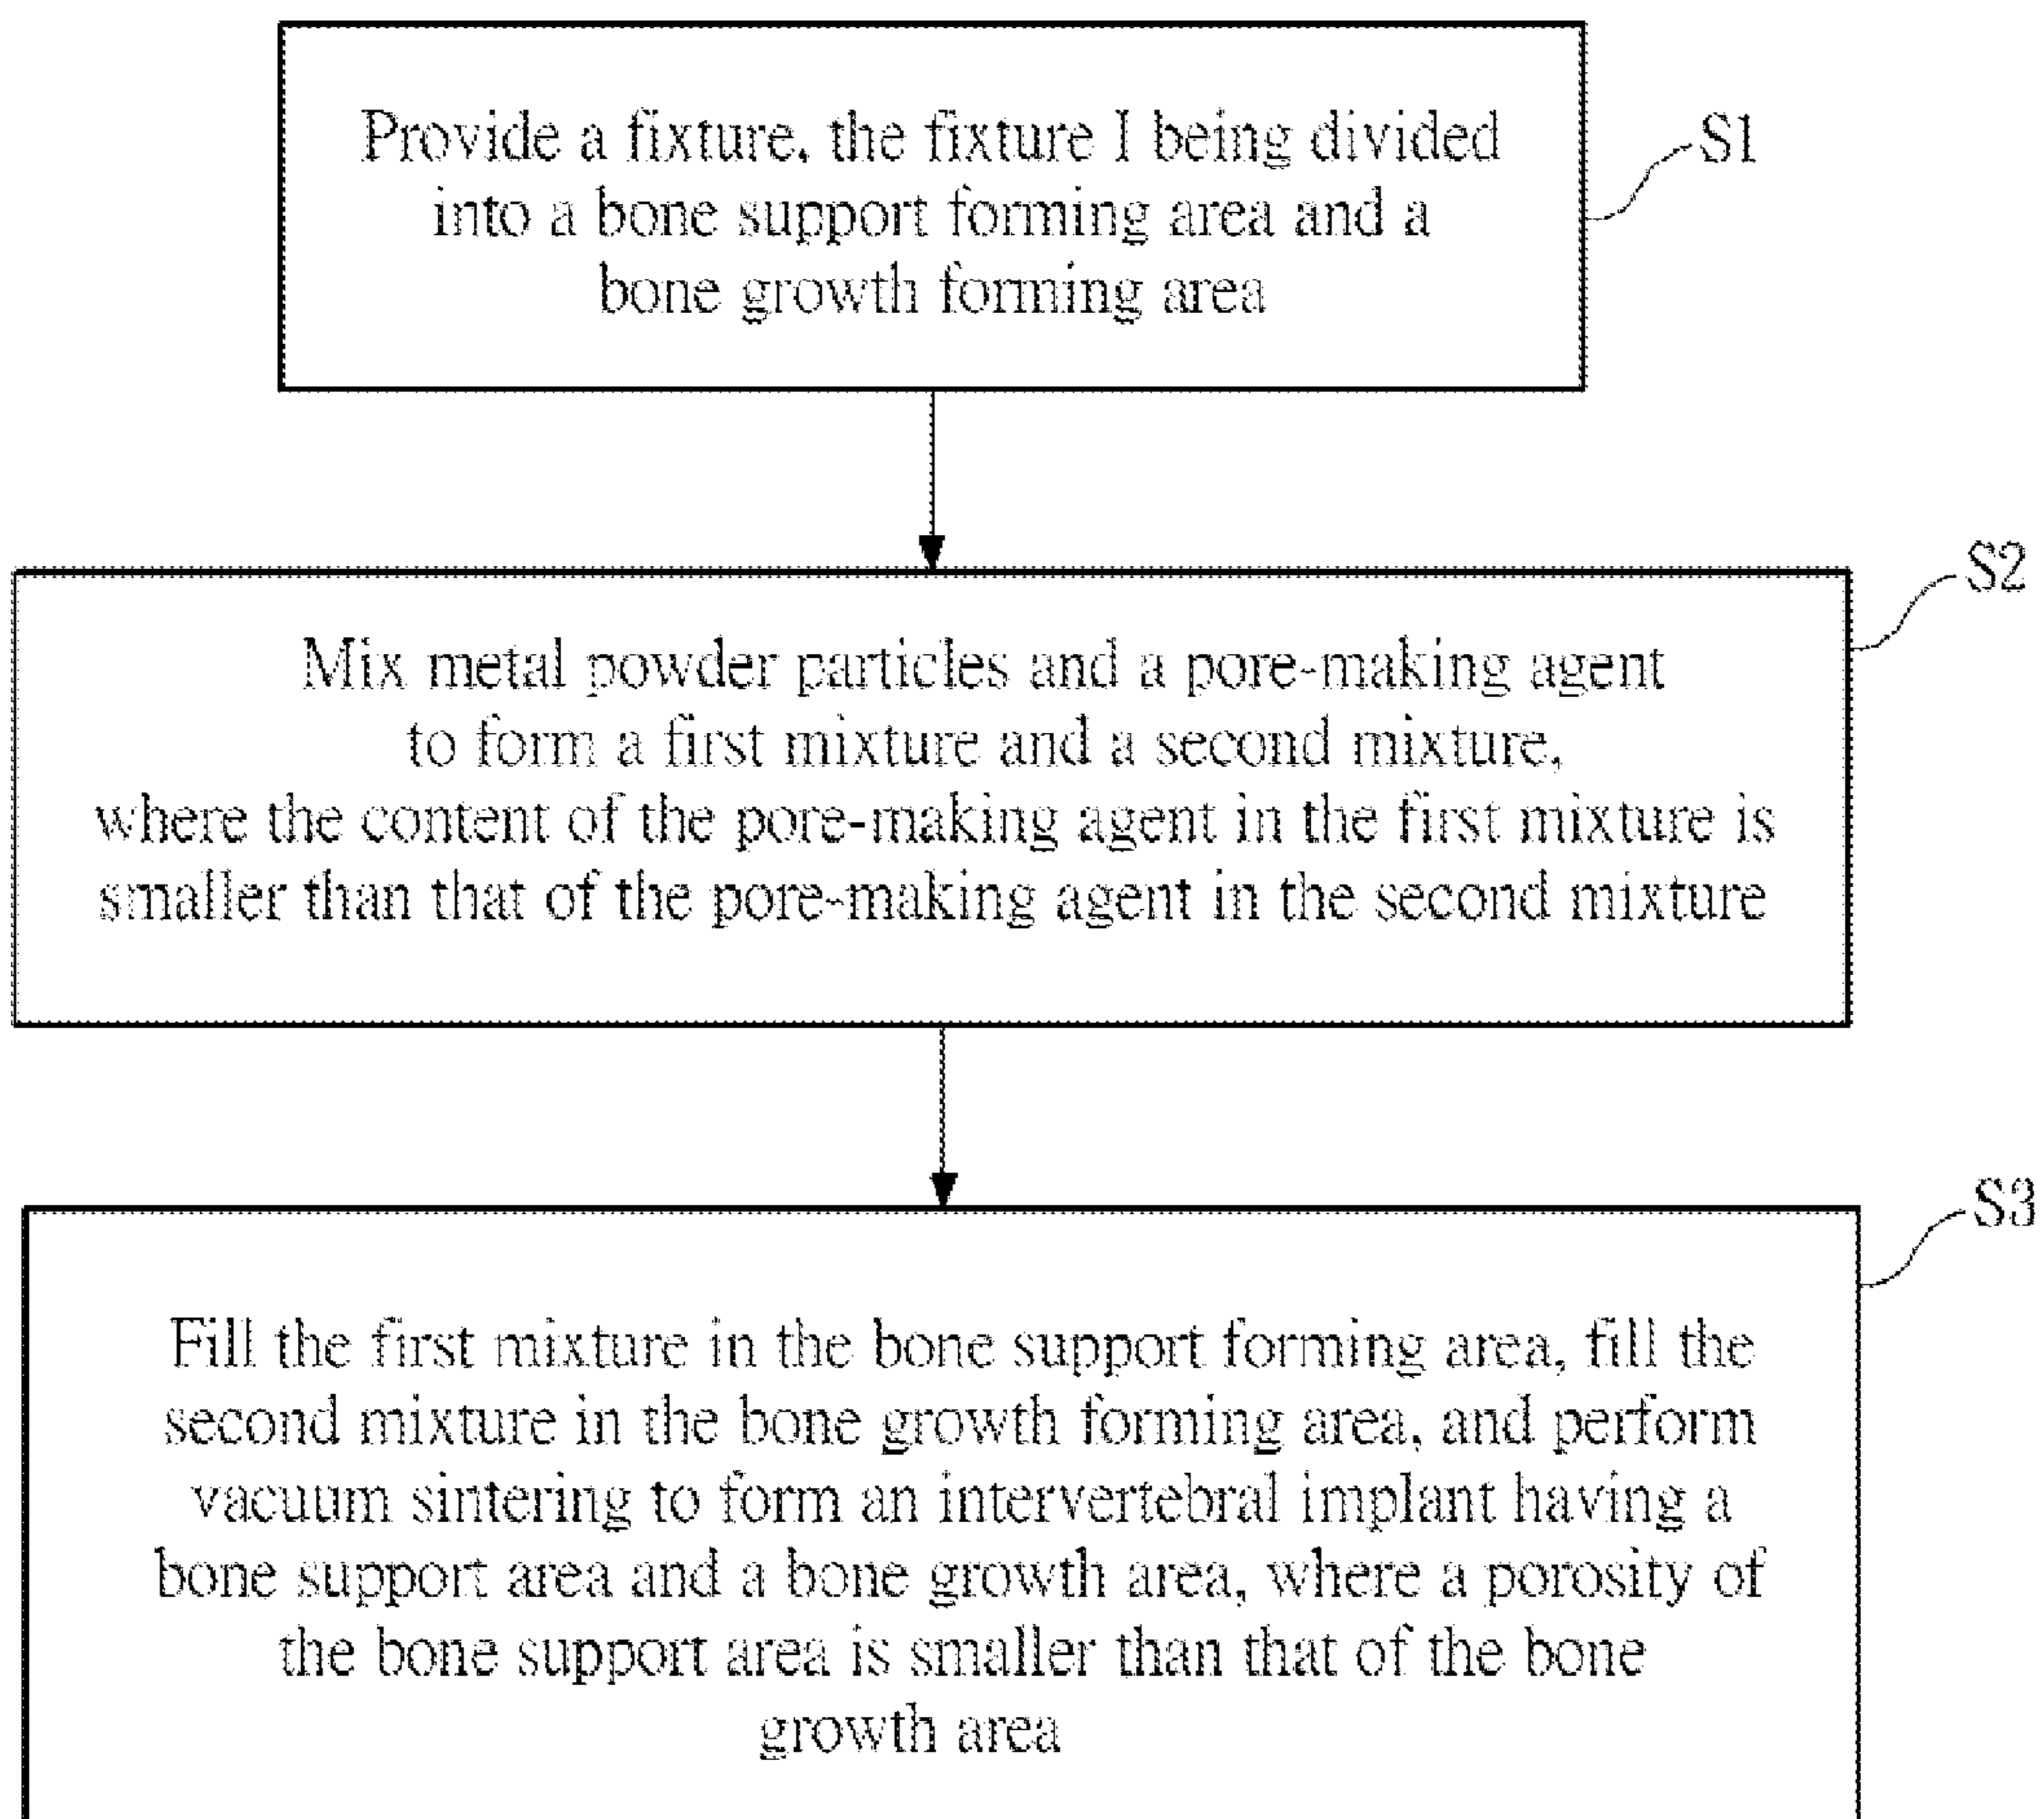 Provide a fixture, the fixture I being divided
into a bone support forming area and a
bone growth forming area
S1
S2
Mix metal powder particles and a pore-making agent
to form a first mixture and a second mixture,
where the content of the pore-making agent in the first mixture is
smaller than that of the pore-making agent in the second mixture
S3
Fill the first mixture in the bone support forming area, fill the
second mixture in the bone growth forming area, and perform
vacuum sintering to form an intervertebral implant having a
bone support area and a bone growth area, where a porosity of
the bone support area is smaller than that of the bone
growth area